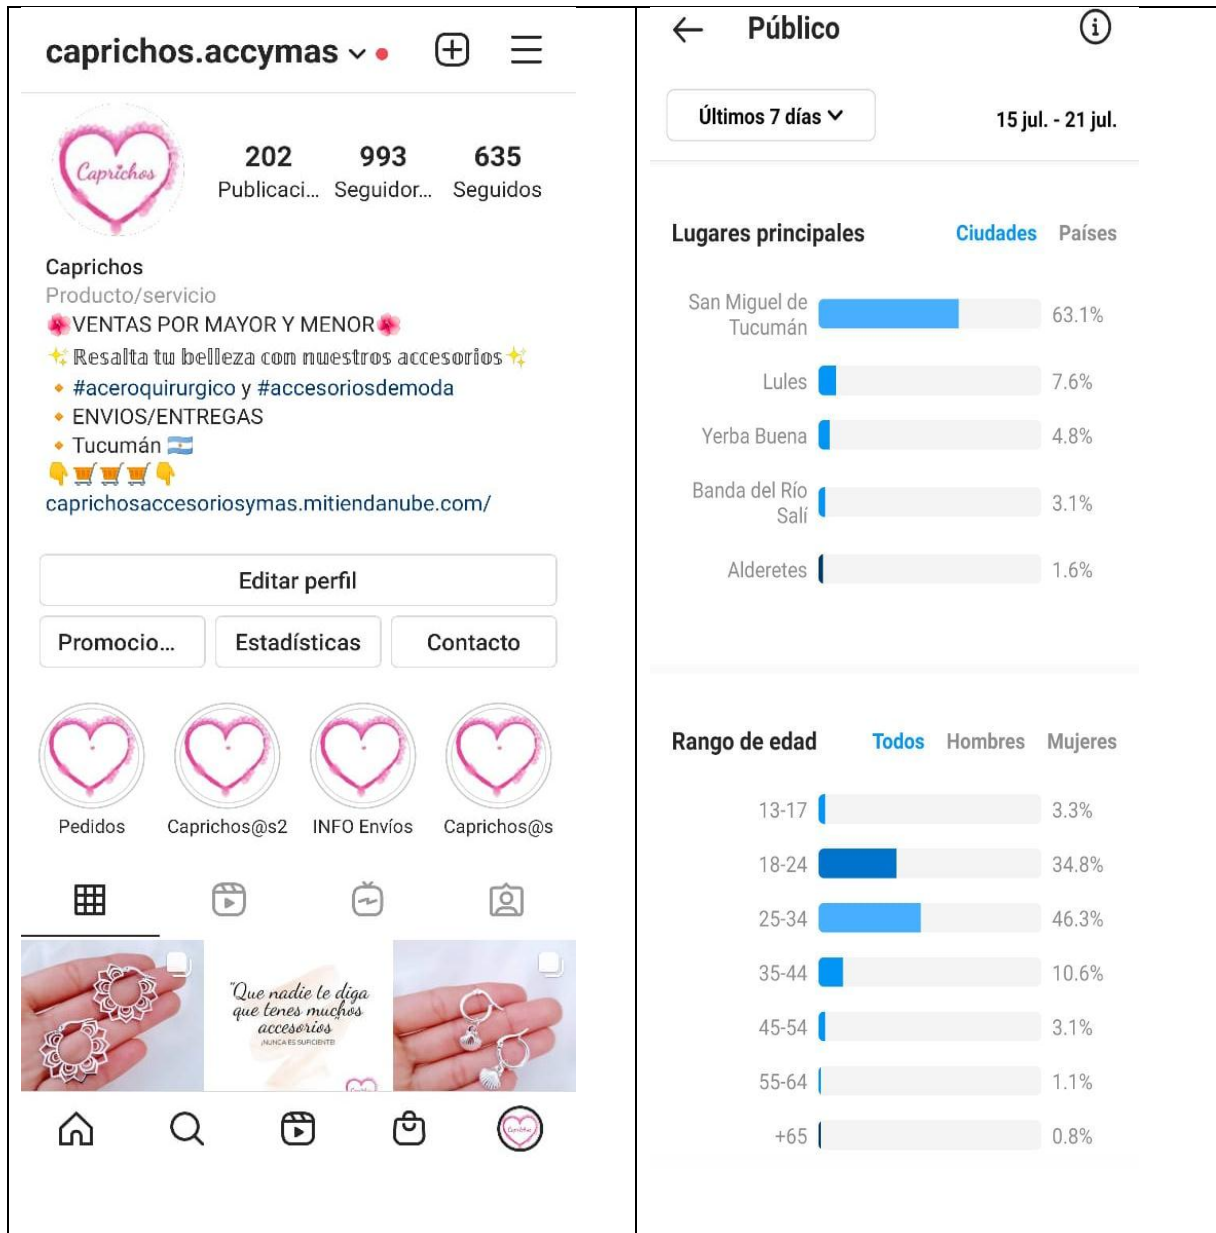 caprichos.accymas
Caprichos
202 993 635
Publicaci... Seguidor... Seguidos
Caprichos
Producto/servicio
🌺VENTAS POR MAYOR Y MENOR🌺
✨ℝ𝕖𝕤𝕒𝕝𝕥𝕒 𝕥𝕦 𝕓𝕖𝕝𝕝𝕖𝕫𝕒 𝕔𝕠𝕟 𝕟𝕦𝕖𝕤𝕥𝕣𝕠𝕤 𝕒𝕔𝕔𝕖𝕤𝕠𝕣𝕚𝕠𝕤✨
🔸#aceroquirurgico y #accesoriosdemoda
🔸ENVIOS/ENTREGAS
🔸Tucumán 🇦🇷
👇🛒🛒🛒👇
caprichosaccesoriosymas.mitiendanube.com/
Editar perfil
Promocio... Estadísticas Contacto
Pedidos Caprichos@s2 INFO Envíos Caprichos@s
"Que nadie te diga
que tenes muchos
accesorios
¡NUNCA ES SUFICIENTE!
Público
Últimos 7 días 15 jul. - 21 jul.
Lugares principales Ciudades Países
San Miguel de
Tucumán 63.1%
Lules 7.6%
Yerba Buena 4.8%
Banda del Río
Salí 3.1%
Alderetes 1.6%
Rango de edad Todos Hombres Mujeres
13-17 3.3%
18-24 34.8%
25-34 46.3%
35-44 10.6%
45-54 3.1%
55-64 1.1%
+65 0.8%